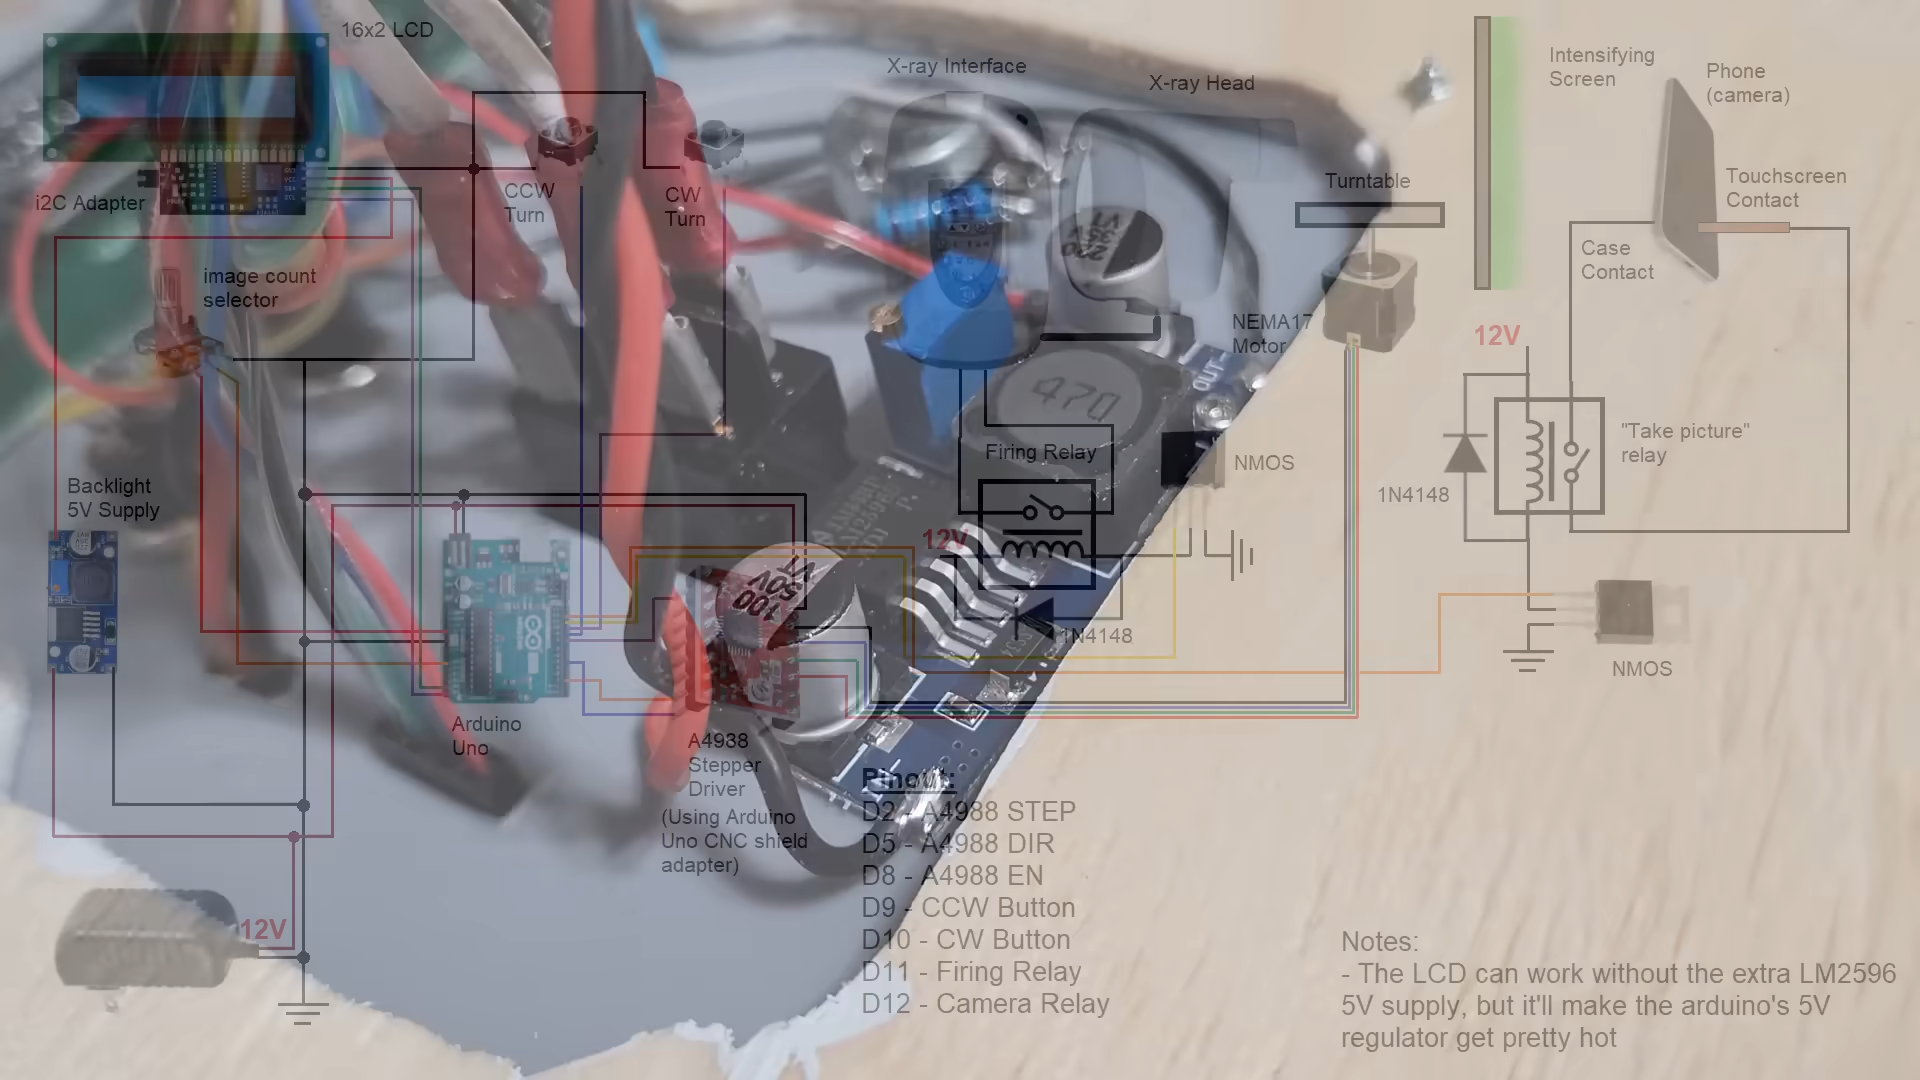 16x2 LCD
i2C Adapter
image count
selector
CCW
Turn
CW
Turn
X-ray Interface
X-ray Head
Turntable
Intensifying
Screen
Phone
(camera)
Touchscreen
Contact
Case
Contact
NEMA17
Motor
12V
"Take picture"
relay
1N4148
NMOS
Firing Relay
12V
1N4148
NMOS
Backlight
5V Supply
Arduino
Uno
A4938
Stepper
Driver
(Using Arduino
Uno CNC shield
adapter)
12V
Pinout:
D2 - A4988 STEP
D5 - A4988 DIR
D8 - A4988 EN
D9 - CCW Button
D10 - CW Button
D11 - Firing Relay
D12 - Camera Relay
Notes:
- The LCD can work without the extra LM2596
5V supply, but it'll make the arduino's 5V
regulator get pretty hot
470
OUT
100
50V
220